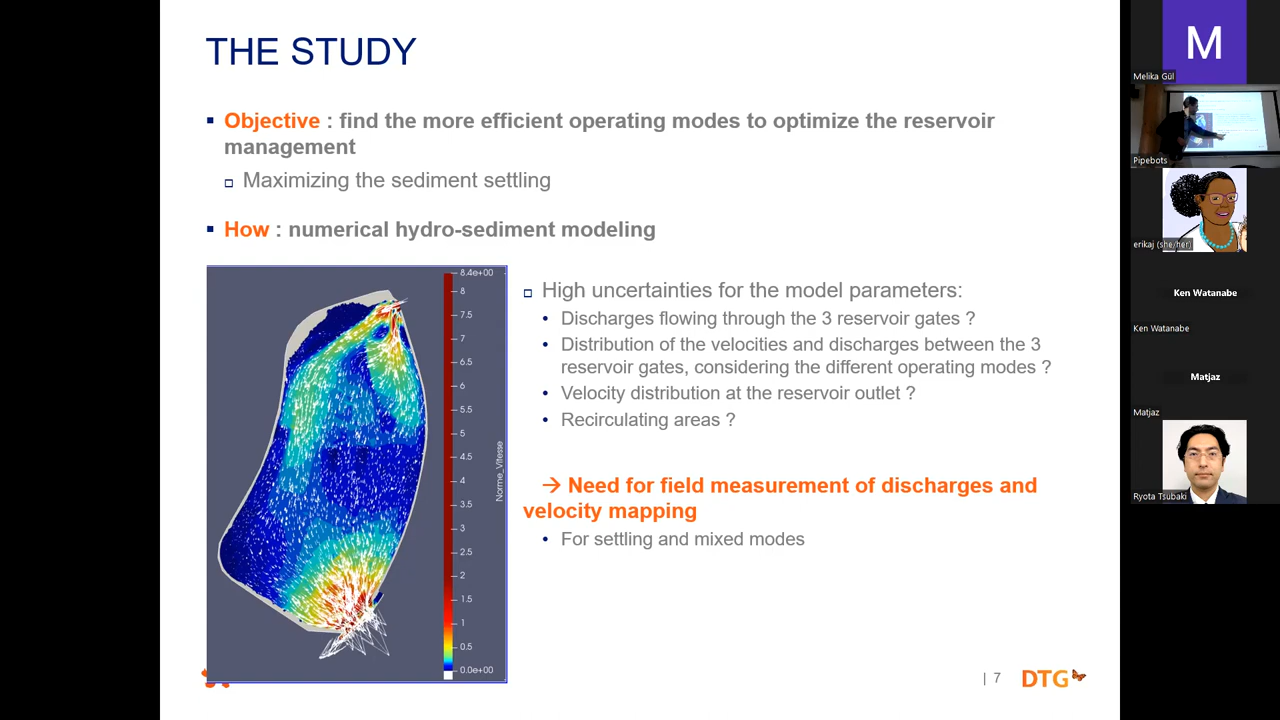 THE STUDY
Objective : find the more efficient operating modes to optimize the reservoir
management
Maximizing the sediment settling
How : numerical hydro-sediment modeling
8.4e+00
8
7.5
7
6.5
6
5.5
5
4.5
4
3.5
3
2.5
2
1.5
1
0.5
0.0e+00
Norme_Vitesse
High uncertainties for the model parameters:
• Discharges flowing through the 3 reservoir gates ?
• Distribution of the velocities and discharges between the 3
reservoir gates, considering the different operating modes ?
• Velocity distribution at the reservoir outlet ?
• Recirculating areas ?
→ Need for field measurement of discharges and
velocity mapping
• For settling and mixed modes
| 7
DTG
M
Melika Gül
Pipebots
erikaj (she/her)
Ken Watanabe
Ken Watanabe
Matjaz
Matjaz
Ryota Tsubaki